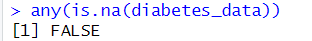 > any(is.na(diabetes_data))
[1] FALSE